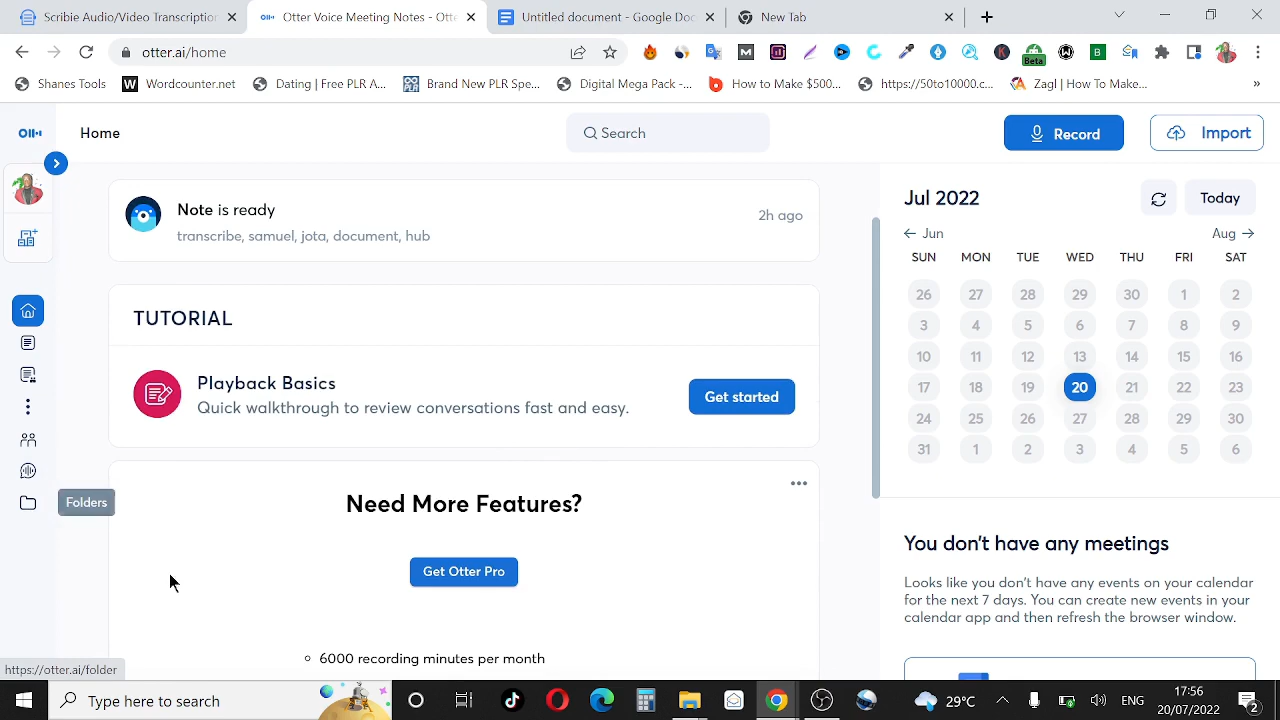 Scribie Audio/Video Transcription
Otter Voice Meeting Notes - Otte
Untitled document - Google Doc
New Tab
otter.ai/home
Beta
Shanes Tools
Wordcounter.net
Dating | Free PLR A...
Brand New PLR Spe...
Digital Mega Pack -...
How to Make $500...
https://50to10000.c...
Zagl | How To Make...
»
Home
Search
Record
Import
Note is ready
2h ago
transcribe, samuel, jota, document, hub
TUTORIAL
Playback Basics
Quick walkthrough to review conversations fast and easy.
Get started
Need More Features?
Get Otter Pro
6000 recording minutes per month
Folders
Jul 2022
Today
← Jun
Aug →
SUN MON TUE WED THU FRI SAT
26 27 28 29 30 1 2
3 4 5 6 7 8 9
10 11 12 13 14 15 16
17 18 19 20 21 22 23
24 25 26 27 28 29 30
31 1 2 3 4 5 6
You don't have any meetings
Looks like you don't have any events on your calendar
for the next 7 days. You can create new events in your
calendar app and then refresh the browser window.
https://otter.ai/folder
Type here to search
29°C
ENG
17:56
20/07/2022
2